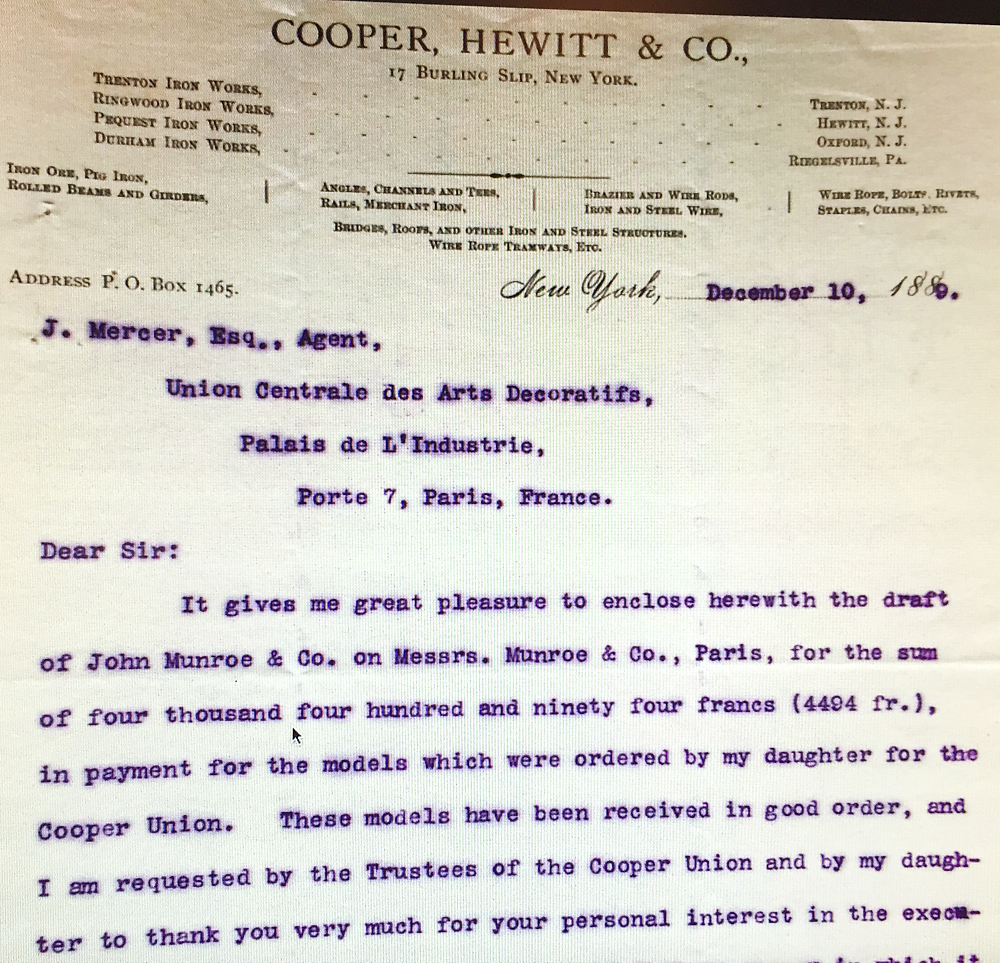 COOPER, HEWITT & CO.,
17 BURLING SLIP, NEW YORK.
TRENTON IRON WORKS, - - - - - - - - TRENTON, N. J.
RINGWOOD IRON WORKS, - - - - - - - - HEWITT, N. J.
PEQUEST IRON WORKS, - - - - - - - - OXFORD, N. J.
DURHAM IRON WORKS, - - - - - - - - RIEGELSVILLE, PA.
IRON ORE, PIG IRON,
ROLLED BEAMS AND GIRDERS,
ANGLES, CHANNELS AND TEES,
RAILS, MERCHANT IRON,
BRAZIER AND WIRE RODS,
IRON AND STEEL WIRE,
WIRE ROPE, BOLTS, RIVETS,
STAPLES, CHAINS, ETC.
BRIDGES, ROOFS, AND OTHER IRON AND STEEL STRUCTURES.
WIRE ROPE TRAMWAYS, ETC.
ADDRESS P. O. BOX 1465.
New York, December 10, 188
J. Mercer, Esq., Agent,
Union Centrale des Arts Decoratifs,
Palais de L'Industrie,
Porte 7, Paris, France.
Dear Sir:
It gives me great pleasure to enclose herewith the draft
of John Munroe & Co. on Messrs. Munroe & Co., Paris, for the sum
of four thousand four hundred and ninety four francs (4494 fr.),
in payment for the models which were ordered by my daughter for the
Cooper Union. These models have been received in good order, and
I am requested by the Trustees of the Cooper Union and by my daugh-
ter to thank you very much for your personal interest in the execu-
in which it